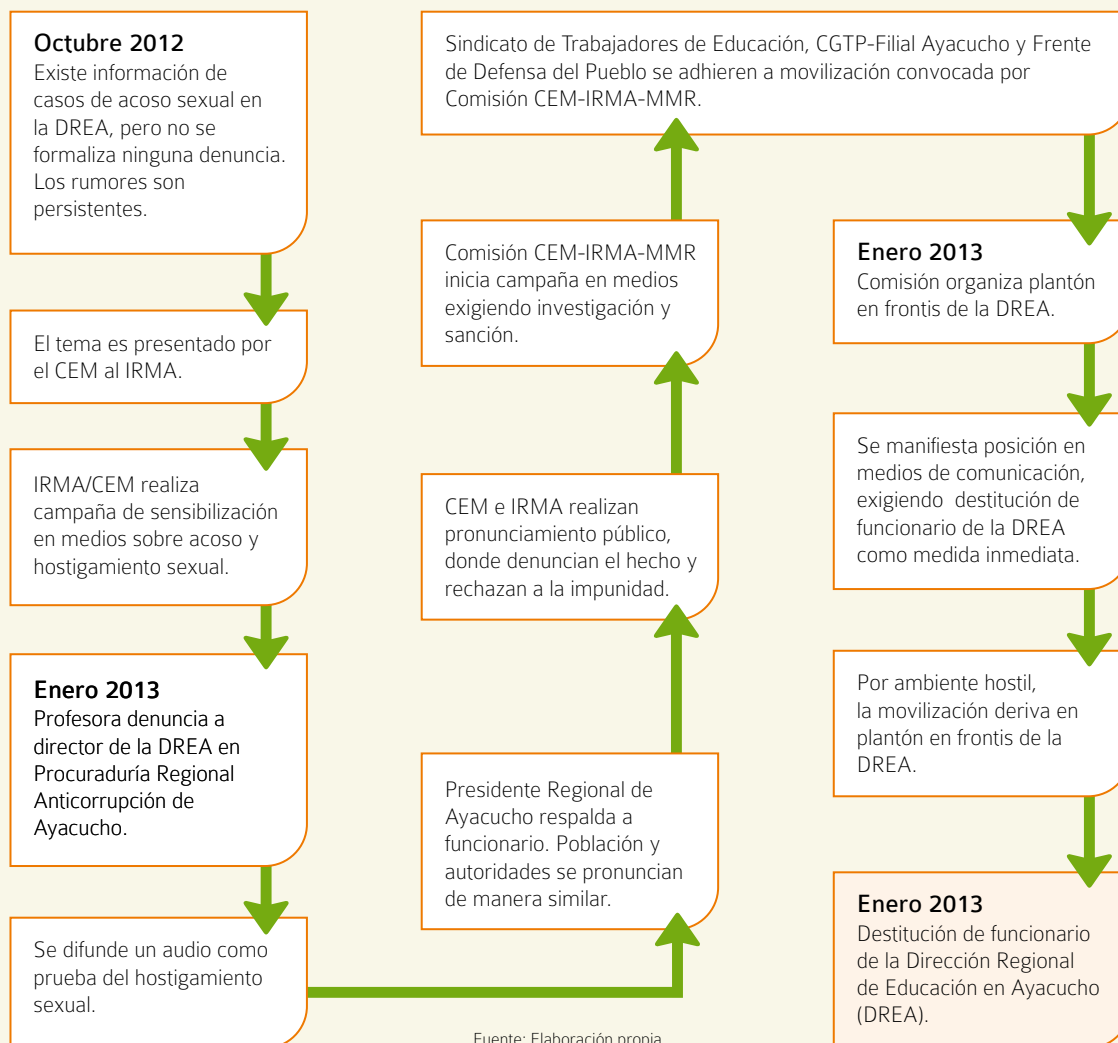 Octubre 2012
Existe información de
casos de acoso sexual en
la DREA, pero no se
formaliza ninguna denuncia.
Los rumores son
persistentes.
El tema es presentado por
el CEM al IRMA.
IRMA/CEM realiza
campaña de sensibilización
en medios sobre acoso y
hostigamiento sexual.
Enero 2013
Profesora denuncia a
director de la DREA en
Procuraduría Regional
Anticorrupción de
Ayacucho.
Se difunde un audio como
prueba del hostigamiento
sexual.
Presidente Regional de
Ayacucho respalda a
funcionario. Población y
autoridades se pronuncian
de manera similar.
CEM e IRMA realizan
pronunciamiento público,
donde denuncian el hecho y
rechazan a la impunidad.
Comisión CEM-IRMA-MMR
inicia campaña en medios
exigiendo investigación y
sanción.
Sindicato de Trabajadores de Educación, CGTP-Filial Ayacucho y Frente
de Defensa del Pueblo se adhieren a movilización convocada por
Comisión CEM-IRMA-MMR.
Enero 2013
Comisión organiza plantón
en frontis de la DREA.
Se manifiesta posición en
medios de comunicación,
exigiendo destitución de
funcionario de la DREA
como medida inmediata.
Por ambiente hostil,
la movilización deriva en
plantón en frontis de la
DREA.
Enero 2013
Destitución de funcionario
de la Dirección Regional
de Educación en Ayacucho
(DREA).
Fuente: Elaboración propia